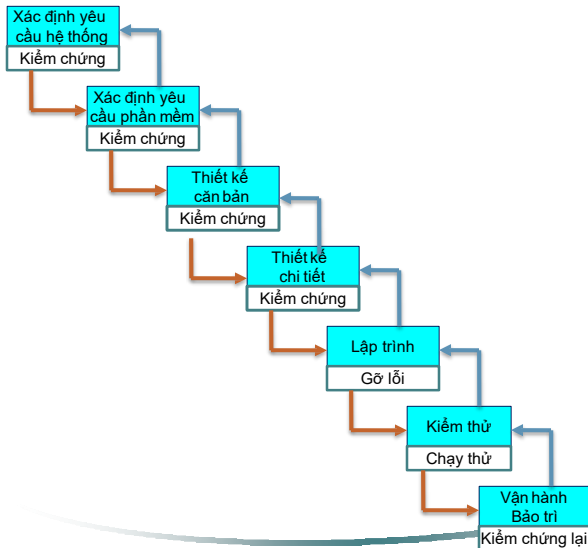 Xác định yêu
cầu hệ thống
Kiểm chứng
Xác định yêu
cầu phần mềm
Kiểm chứng
Thiết kế
căn bản
Kiểm chứng
Thiết kế
chi tiết
Kiểm chứng
Lập trình
Gỡ lỗi
Kiểm thử
Chạy thử
Vận hành
Bảo trì
Kiểm chứng lại